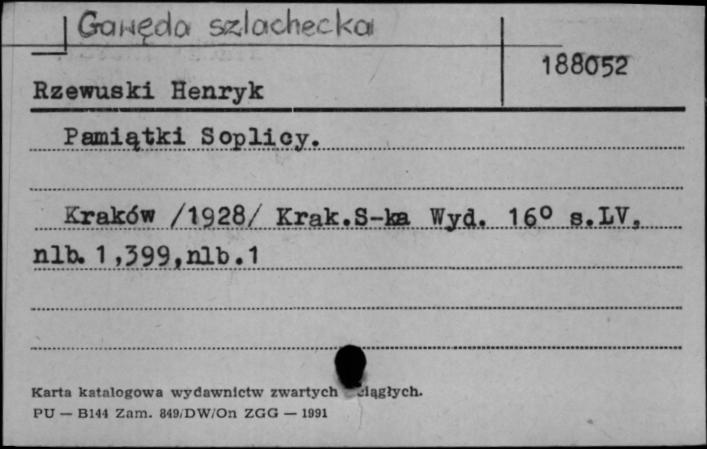 Gawęda szlachecka
188052
Rzewuski Henryk
Pamiątki Soplicy.
Kraków /1928/ Krak.S-ka Wyd. 16° s.LV,
nlb. 1,399,nlb.1
Karta katalogowa wydawnictw zwartych ciągłych.
PU — B144 Zam. 849/DW/On ZGG — 1991